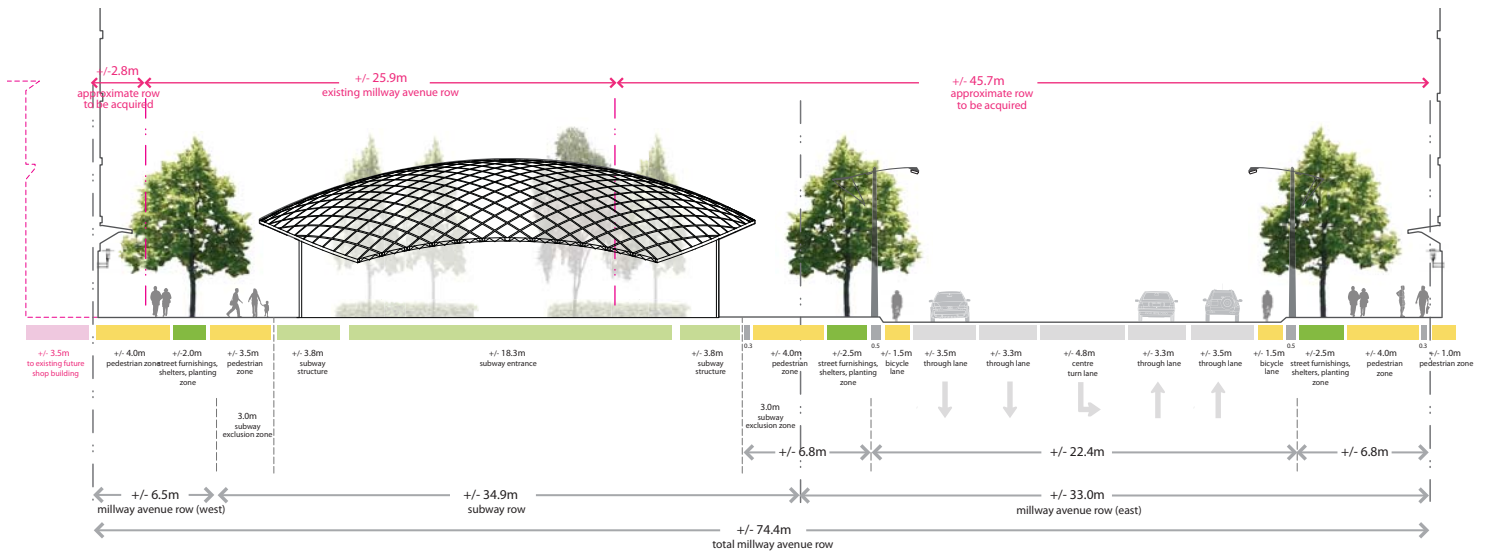 +/-2.8m
approximate row
to be acquired
+/- 25.9m
existing millway avenue row
+/- 45.7m
approximate row
to be acquired
+/- 3.5m
to existing future
shop building
+/- 4.0m
pedestrian zone
+/-2.0m
street furnishings,
shelters, planting
zone
+/- 3.5m
pedestrian
zone
+/- 3.8m
subway
structure
+/- 18.3m
subway entrance
+/- 3.8m
subway
structure
0.3
+/- 4.0m
pedestrian
zone
+/-2.5m
street furnishings,
shelters, planting
zone
0.5
+/- 1.5m
bicycle
lane
+/- 3.5m
through lane
+/- 3.3m
through lane
+/- 4.8m
centre
turn lane
+/- 3.3m
through lane
+/- 3.5m
through lane
+/- 1.5m
bicycle
lane
0.5
+/-2.5m
street furnishings,
shelters, planting
zone
+/- 4.0m
pedestrian
zone
0.3
+/- 1.0m
pedestrian zone
3.0m
subway
exclusion zone
3.0m
subway
exclusion zone
+/- 6.8m
+/- 22.4m
+/- 6.8m
+/- 6.5m
millway avenue row (west)
+/- 34.9m
subway row
+/- 33.0m
millway avenue row (east)
+/- 74.4m
total millway avenue row